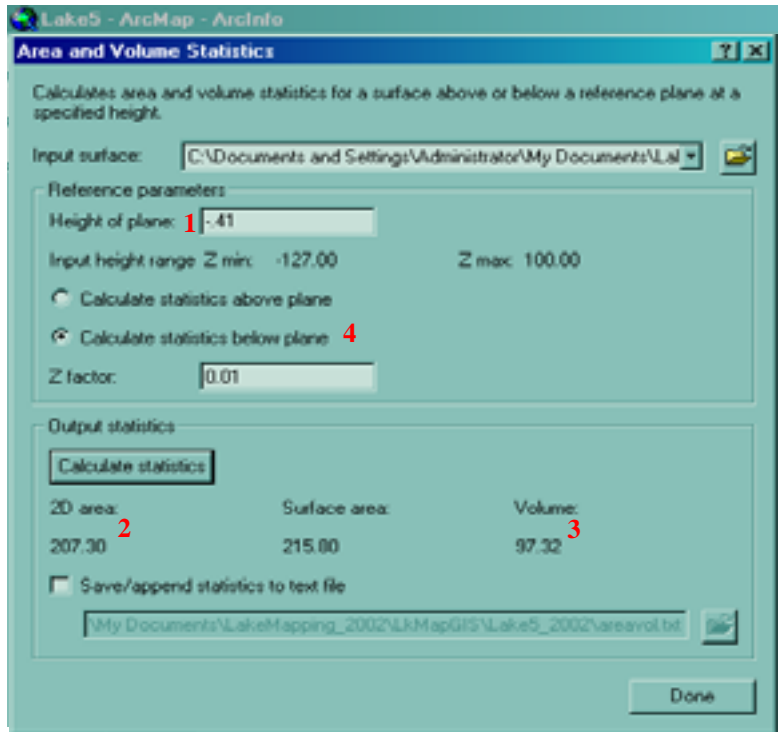 Lake5 - ArcMap - ArcInfo
Area and Volume Statistics
Calculates area and volume statistics for a surface above or below a reference plane at a
specified height.
Input surface: C:\Documents and Settings\Administrator\My Documents\Lal
Reference parameters
Height of plane: 1 -.41
Input height range Z min: -127.00 Z max: 100.00
Calculate statistics above plane
Calculate statistics below plane 4
Z factor: 0.01
Output statistics
Calculate statistics
2D area: Surface area: Volume:
2 3
207.30 215.80 97.32
Save/append statistics to text file
\My Documents\LakeMapping_2002\LkMapGIS\Lake5_2002\areavol.txt
Done